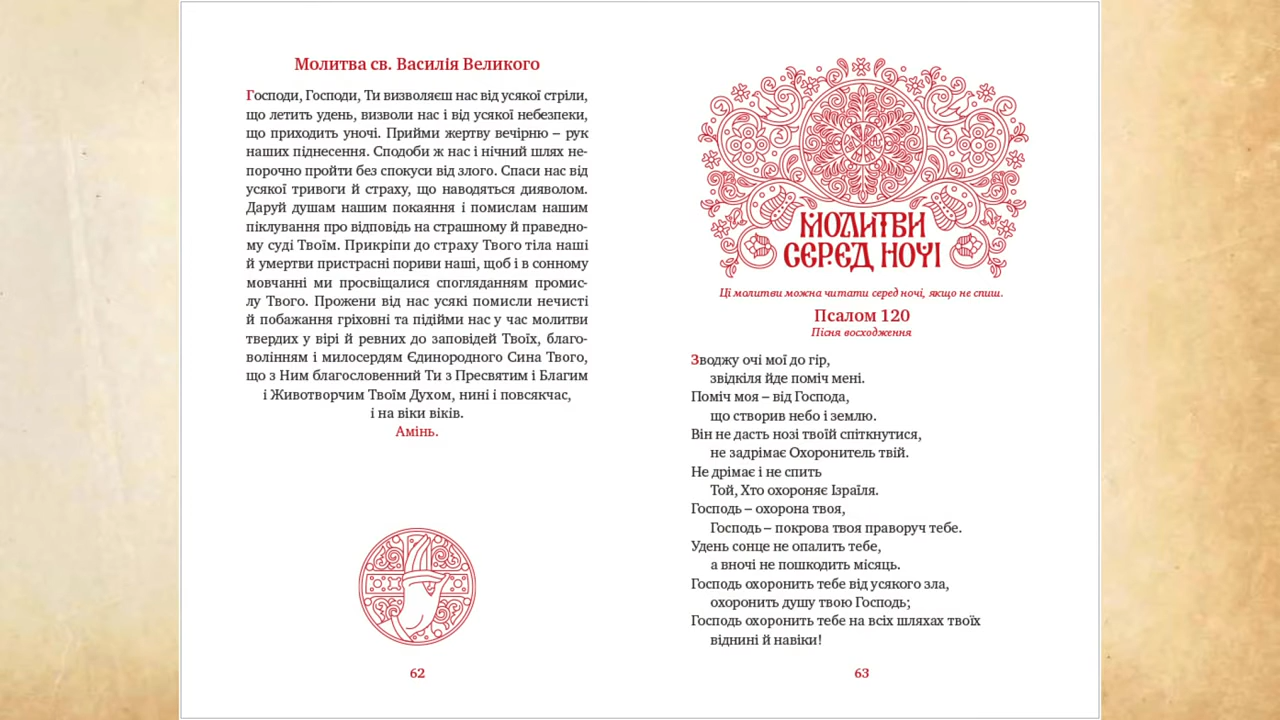 Молитва св. Василія Великого
Господи, Господи, Ти визволяєш нас від усякої стріли,
що летить удень, визволи нас і від усякої небезпеки,
що приходить уночі. Прийми жертву вечірню – рук
наших піднесення. Сподоби ж нас і нічний шлях не-
порочно пройти без спокуси від злого. Спаси нас від
усякої тривоги й страху, що наводяться дияволом.
Даруй душам нашим покаяння і помислам нашим
піклування про відповідь на страшному й праведно-
му суді Твоїм. Прикріпи до страху Твого тіла наші
й умертви пристрасні пориви наші, щоб і в сонному
мовчанні ми просвіщалися спогляданням промис-
лу Твого. Прожени від нас усякі помисли нечисті
й побажання гріховні та підійми нас у час молитви
твердих у вірі й ревних до заповідей Твоїх, благо-
волінням і милосердям Єдинородного Сина Твого,
що з Ним благословенний Ти з Пресвятим і Благим
і Животворчим Твоїм Духом, нині і повсякчас,
і на віки віків.
Амінь.
62
МОЛИТВИ
СЕРЕД НОЧІ
Ці молитви можна читати серед ночі, якщо не спиш.
Псалом 120
Пісня восходження
Зводжу очі мої до гір,
звідкіля йде поміч мені.
Поміч моя – від Господа,
що створив небо і землю.
Він не дасть нозі твоїй спіткнутися,
не задрімає Охоронитель твій.
Не дрімає і не спить
Той, Хто охороняє Ізраїля.
Господь – охорона твоя,
Господь – покрова твоя праворуч тебе.
Удень сонце не опалить тебе,
а вночі не пошкодить місяць.
Господь охоронить тебе від усякого зла,
охоронить душу твою Господь;
Господь охоронить тебе на всіх шляхах твоїх
віднині й навіки!
63